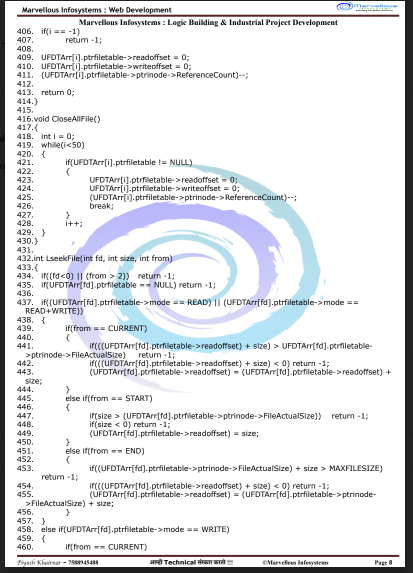 Marvellous Infosystems : Web Development
Marvellous Infosystems : Logic Building & Industrial Project Development
406. if(i == -1)
407. return -1;
408.
409. UFDTArr[i].ptrfiletable->readoffset = 0;
410. UFDTArr[i].ptrfiletable->writeoffset = 0;
411. (UFDTArr[i].ptrfiletable->ptrinode->ReferenceCount)--;
412.
413. return 0;
414.}
415.
416.void CloseAllFile()
417.{
418. int i = 0;
419. while(i<50)
420. {
421. if(UFDTArr[i].ptrfiletable != NULL)
422. {
423. UFDTArr[i].ptrfiletable->readoffset = 0;
424. UFDTArr[i].ptrfiletable->writeoffset = 0;
425. (UFDTArr[i].ptrfiletable->ptrinode->ReferenceCount)--;
426. break;
427. }
428. i++;
429. }
430.}
431.
432.int LseekFile(int fd, int size, int from)
433.{
434. if((fd<0) || (from > 2)) return -1;
435. if(UFDTArr[fd].ptrfiletable == NULL) return -1;
436.
437. if((UFDTArr[fd].ptrfiletable->mode == READ) || (UFDTArr[fd].ptrfiletable->mode ==
READ+WRITE))
438. {
439. if(from == CURRENT)
440. {
441. if(((UFDTArr[fd].ptrfiletable->readoffset) + size) > UFDTArr[fd].ptrfiletable-
>ptrinode->FileActualSize) return -1;
442. if(((UFDTArr[fd].ptrfiletable->readoffset) + size) < 0) return -1;
443. (UFDTArr[fd].ptrfiletable->readoffset) = (UFDTArr[fd].ptrfiletable->readoffset) +
size;
444. }
445. else if(from == START)
446. {
447. if(size > (UFDTArr[fd].ptrfiletable->ptrinode->FileActualSize)) return -1;
448. if(size < 0) return -1;
449. (UFDTArr[fd].ptrfiletable->readoffset) = size;
450. }
451. else if(from == END)
452. {
453. if((UFDTArr[fd].ptrfiletable->ptrinode->FileActualSize) + size > MAXFILESIZE)
return -1;
454. if(((UFDTArr[fd].ptrfiletable->readoffset) + size) < 0) return -1;
455. (UFDTArr[fd].ptrfiletable->readoffset) = (UFDTArr[fd].ptrfiletable->ptrinode-
>FileActualSize) + size;
456. }
457. }
458. else if(UFDTArr[fd].ptrfiletable->mode == WRITE)
459. {
460. if(from == CURRENT)
Piyush Khairnar - 7588945488 आम्ही Technical संस्कार करतो !!! ©Marvellous Infosystems Page 8